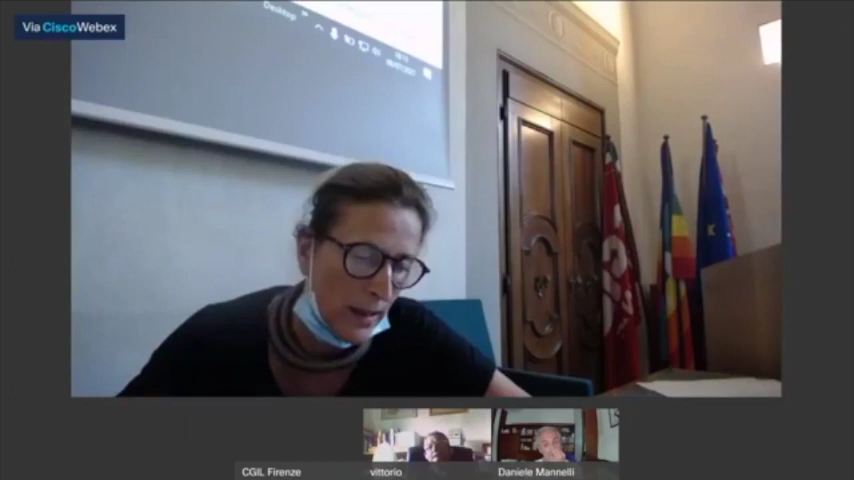 Via CiscoWebex
Desktop
CGIL Firenze
vittorio
Daniele Mannelli